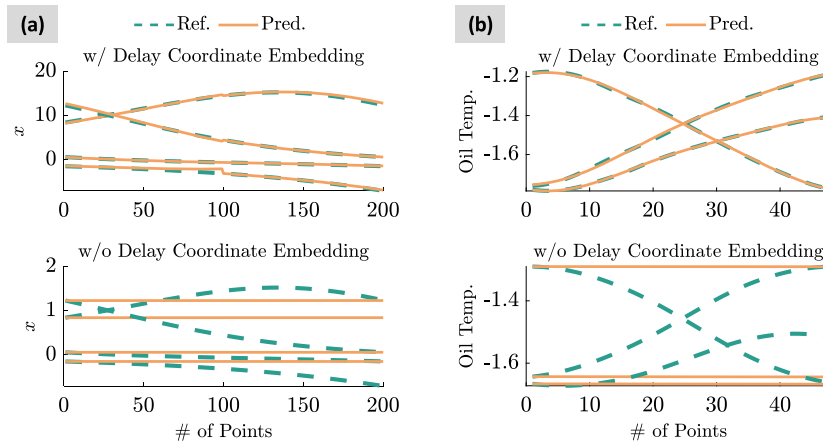 (a)
Ref. Pred.
w/ Delay Coordinate Embedding
20
10
0
x
0 50 100 150 200
w/o Delay Coordinate Embedding
2
1
0
x
0 50 100 150 200
# of Points
(b)
Ref. Pred.
w/ Delay Coordinate Embedding
-1.2
-1.4
-1.6
Oil Temp.
0 10 20 30 40
w/o Delay Coordinate Embedding
-1.4
-1.6
Oil Temp.
0 10 20 30 40
# of Points